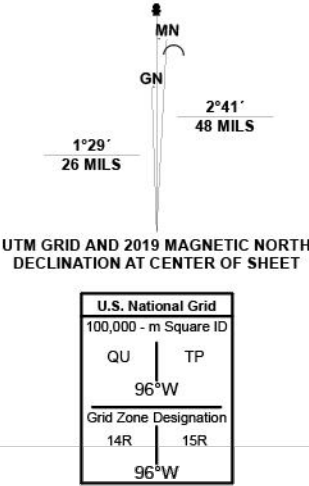 MN
GN
2°41´
48 MILS
1°29´
26 MILS
UTM GRID AND 2019 MAGNETIC NORTH
DECLINATION AT CENTER OF SHEET
U.S. National Grid
100,000 - m Square ID
QU TP
96°W
Grid Zone Designation
14R 15R
96°W